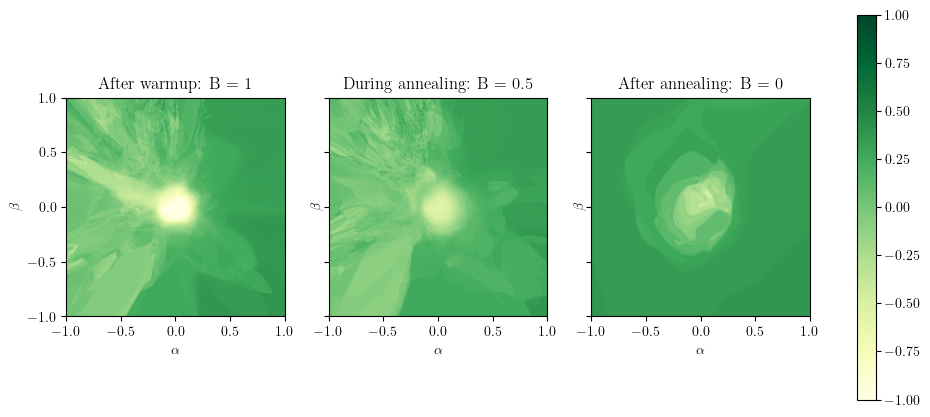 After warmup: B = 1
During annealing: B = 0.5
After annealing: B = 0
1.0
0.5
0.0
−0.5
−1.0
β
β
β
−1.0 −0.5 0.0 0.5 1.0
−1.0 −0.5 0.0 0.5 1.0
−1.0 −0.5 0.0 0.5 1.0
α
α
α
1.00
0.75
0.50
0.25
0.00
−0.25
−0.50
−0.75
−1.00